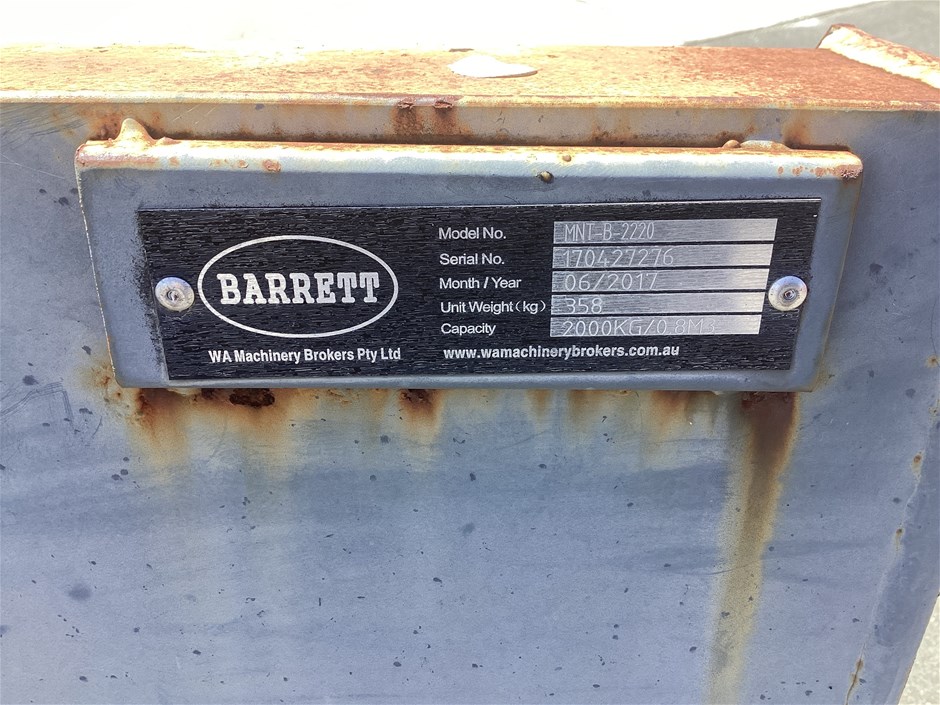 BARRETT
WA Machinery Brokers Pty Ltd
Model No. MNT-B-2220
Serial No. 170427276
Month / Year 06/2017
Unit Weight (kg) 358
Capacity 2000KG/0.8M3
www.wamachinerybrokers.com.au